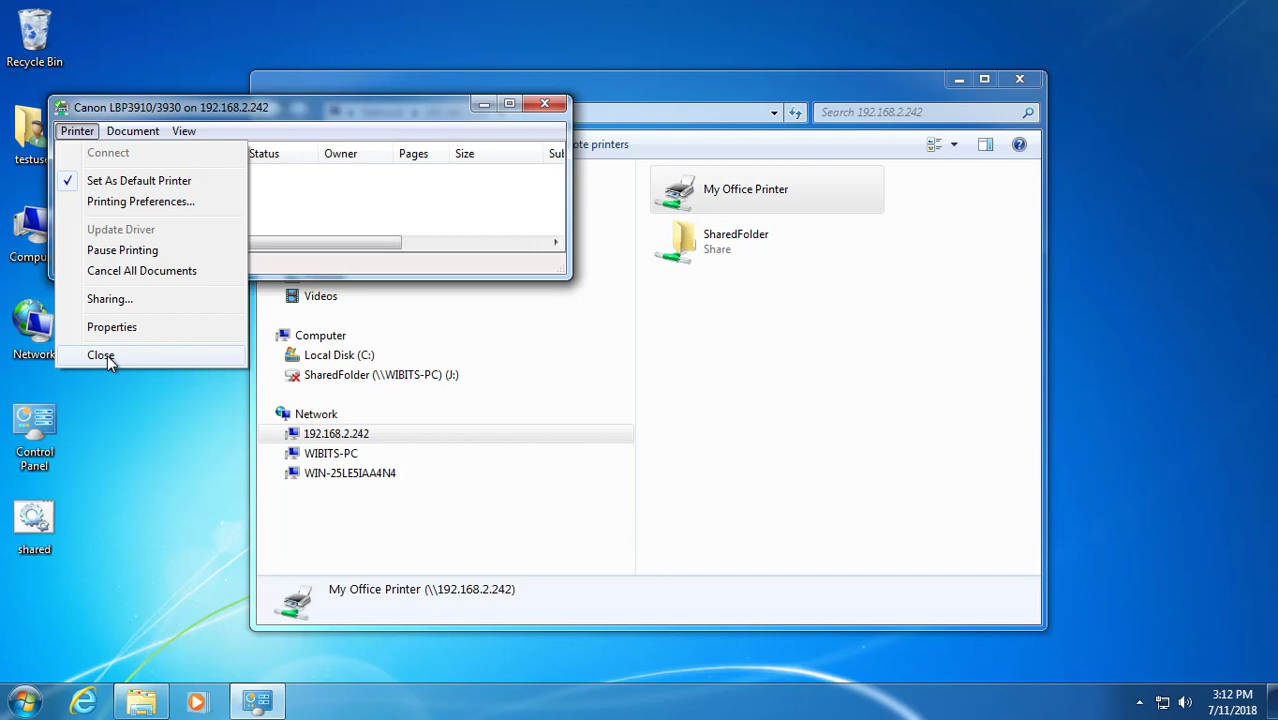 Recycle Bin
testuse
Compu
Network
Control
Panel
shared
Canon LBP3910/3930 on 192.168.2.242
Printer Document View
Status Owner Pages Size Sub
Connect
Set As Default Printer
Printing Preferences...
Update Driver
Pause Printing
Cancel All Documents
Sharing...
Properties
Close
Search 192.168.2.242
ote printers
My Office Printer
SharedFolder
Share
Videos
Computer
Local Disk (C:)
SharedFolder (\\WIBITS-PC) (J:)
Network
192.168.2.242
WIBITS-PC
WIN-25LE5IAA4N4
My Office Printer (\\192.168.2.242)
3:12 PM
7/11/2018